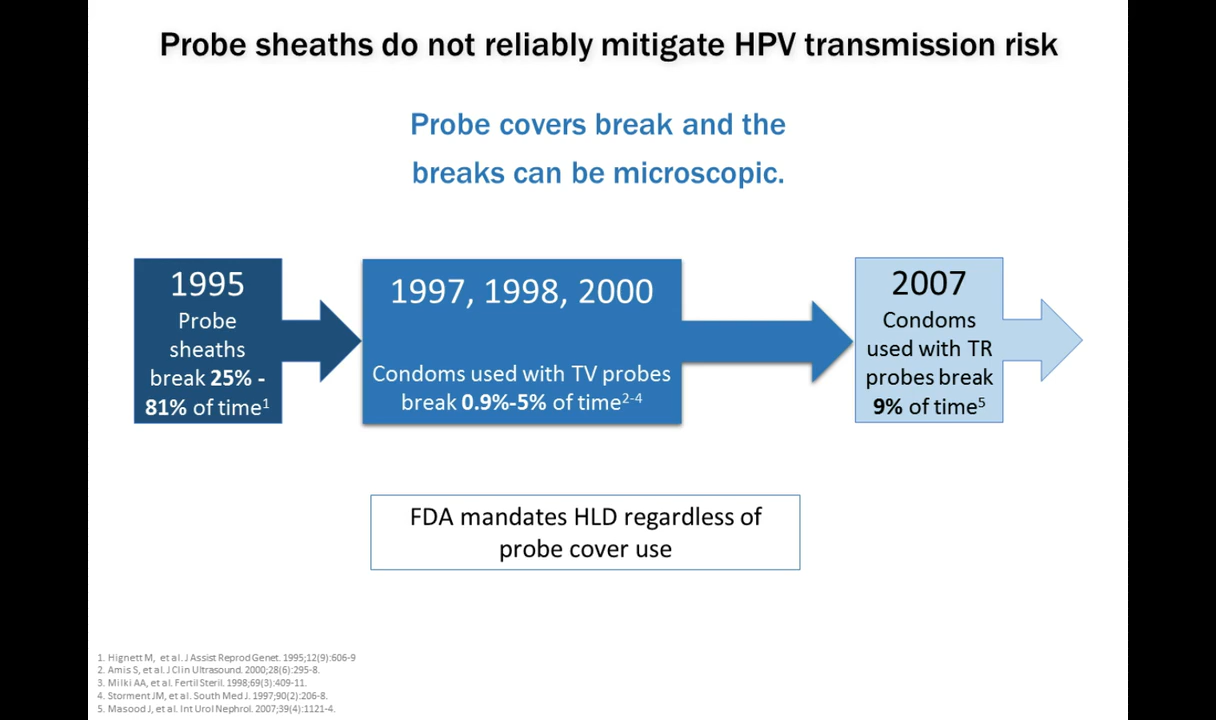 Probe sheaths do not reliably mitigate HPV transmission risk
Probe covers break and the
breaks can be microscopic.
1995
Probe
sheaths
break 25% -
81% of time1
1997, 1998, 2000
Condoms used with TV probes
break 0.9%-5% of time2-4
2007
Condoms
used with TR
probes break
9% of time5
FDA mandates HLD regardless of
probe cover use
1. Hignett M, et al. J Assist Reprod Genet. 1995;12(9):606-9
2. Amis S, et al. J Clin Ultrasound. 2000;28(6):295-8.
3. Milki AA, et al. Fertil Steril. 1998;69(3):409-11.
4. Storment JM, et al. South Med J. 1997;90(2):206-8.
5. Masood J, et al. Int Urol Nephrol. 2007;39(4):1121-4.